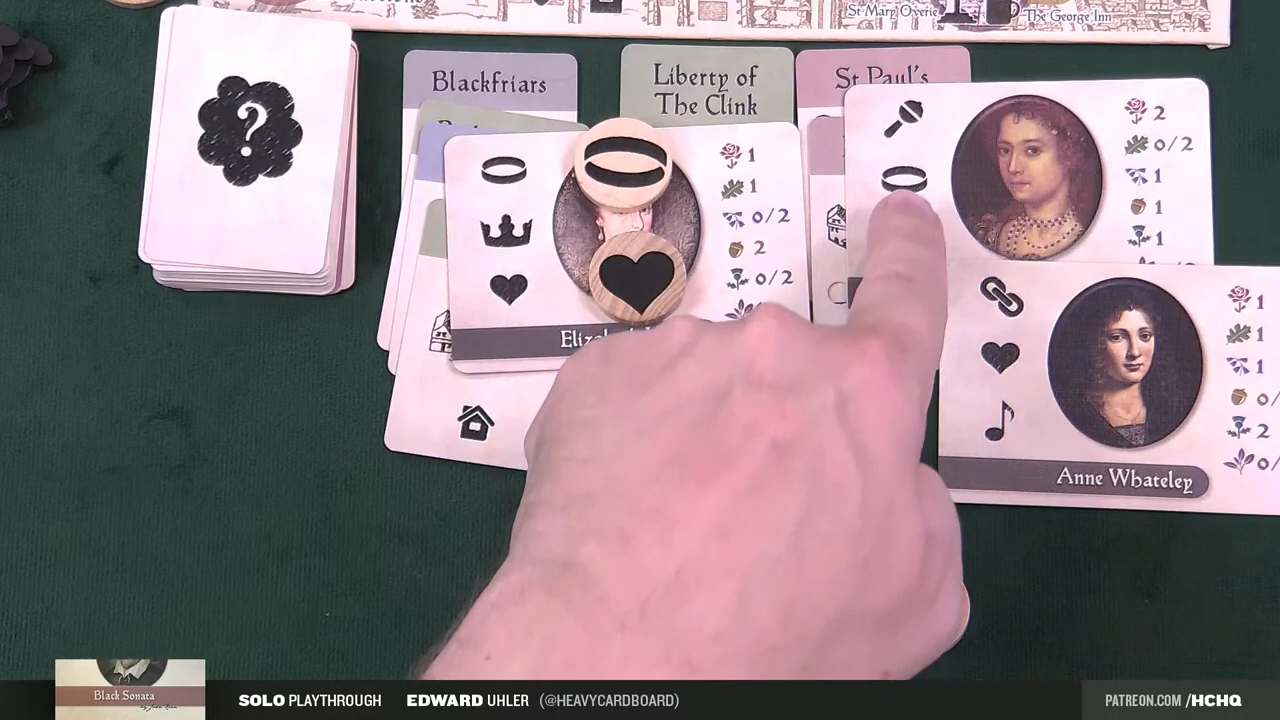 St Mary Overie
The George Inn
Blackfriars
Liberty of
The Clink
St Paul's
?
1
1
0/2
2
0/2
2
0/2
1
1
1
1
1
1
2
Anne Whateley
Black Sonata
SOLO PLAYTHROUGH EDWARD UHLER (@HEAVYCARDBOARD)
PATREON.COM/HCHQ